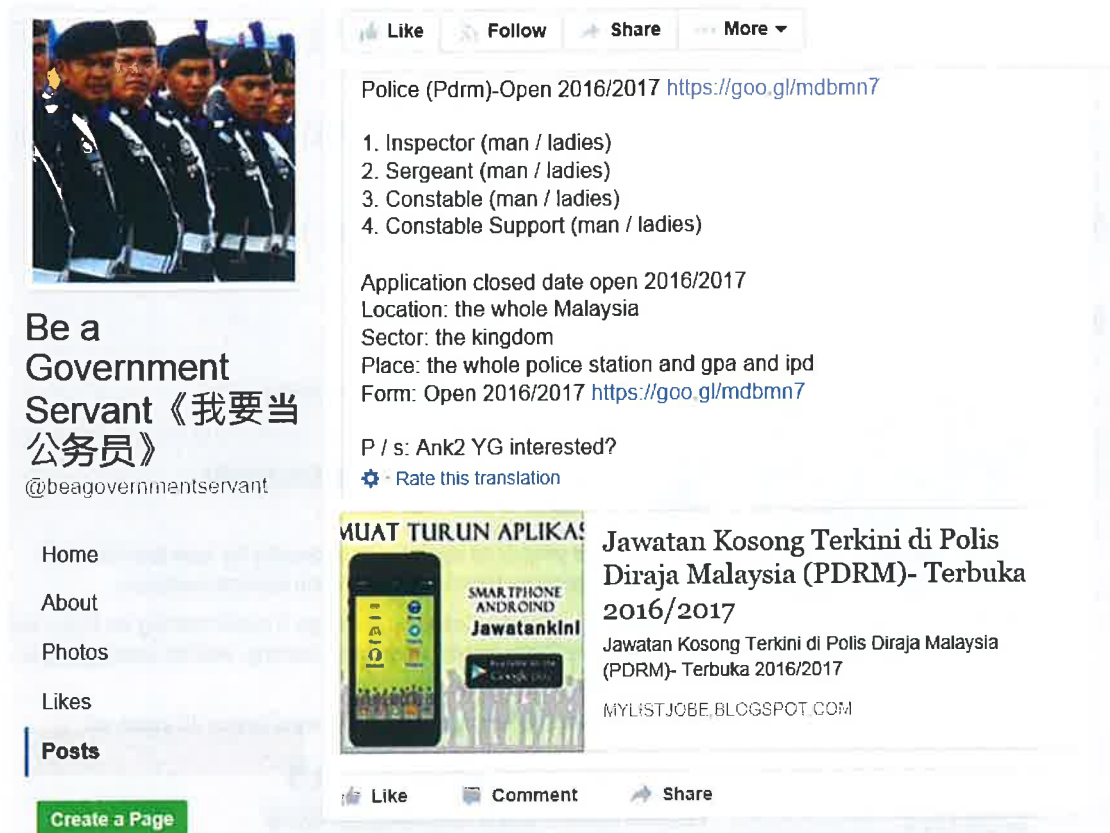 Like Follow Share More
Police (Pdrm)-Open 2016/2017 https://goo.gl/mdbmn7
1. Inspector (man / ladies)
2. Sergeant (man / ladies)
3. Constable (man / ladies)
4. Constable Support (man / ladies)
Application closed date open 2016/2017
Location: the whole Malaysia
Sector: the kingdom
Place: the whole police station and gpa and ipd
Form: Open 2016/2017 https://goo.gl/mdbmn7
P / s: Ank2 YG interested?
Rate this translation
Be a
Government
Servant《我要当
公务员》
@beagovernmentservant
Home
About
Photos
Likes
Posts
Create a Page
MUAT TURUN APLIKAS
SMARTPHONE
ANDROIND
Jawatankini
Jawatan Kosong Terkini di Polis
Diraja Malaysia (PDRM)- Terbuka
2016/2017
Jawatan Kosong Terkini di Polis Diraja Malaysia
(PDRM)- Terbuka 2016/2017
MYLISTJOBE.BLOGSPOT.COM
Like Comment Share